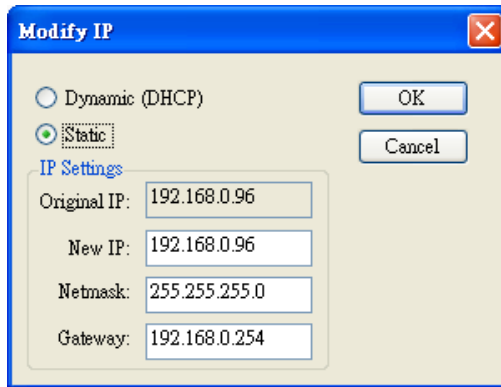 Modify IP
Dynamic (DHCP)
OK
Static
Cancel
IP Settings
Original IP: 192.168.0.96
New IP: 192.168.0.96
Netmask: 255.255.255.0
Gateway: 192.168.0.254